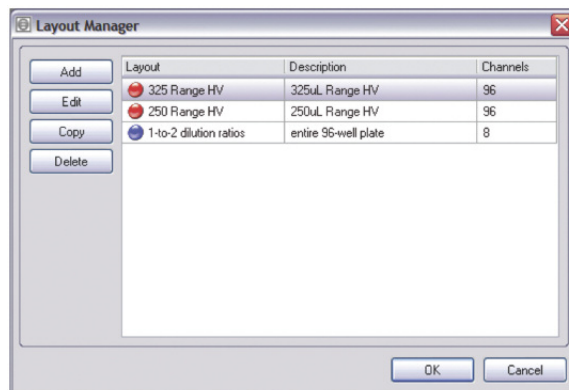 Layout Manager
Add
Edit
Copy
Delete
Layout Description Channels
325 Range HV 325uL Range HV 96
250 Range HV 250uL Range HV 96
1-to-2 dilution ratios entire 96-well plate 8
OK Cancel